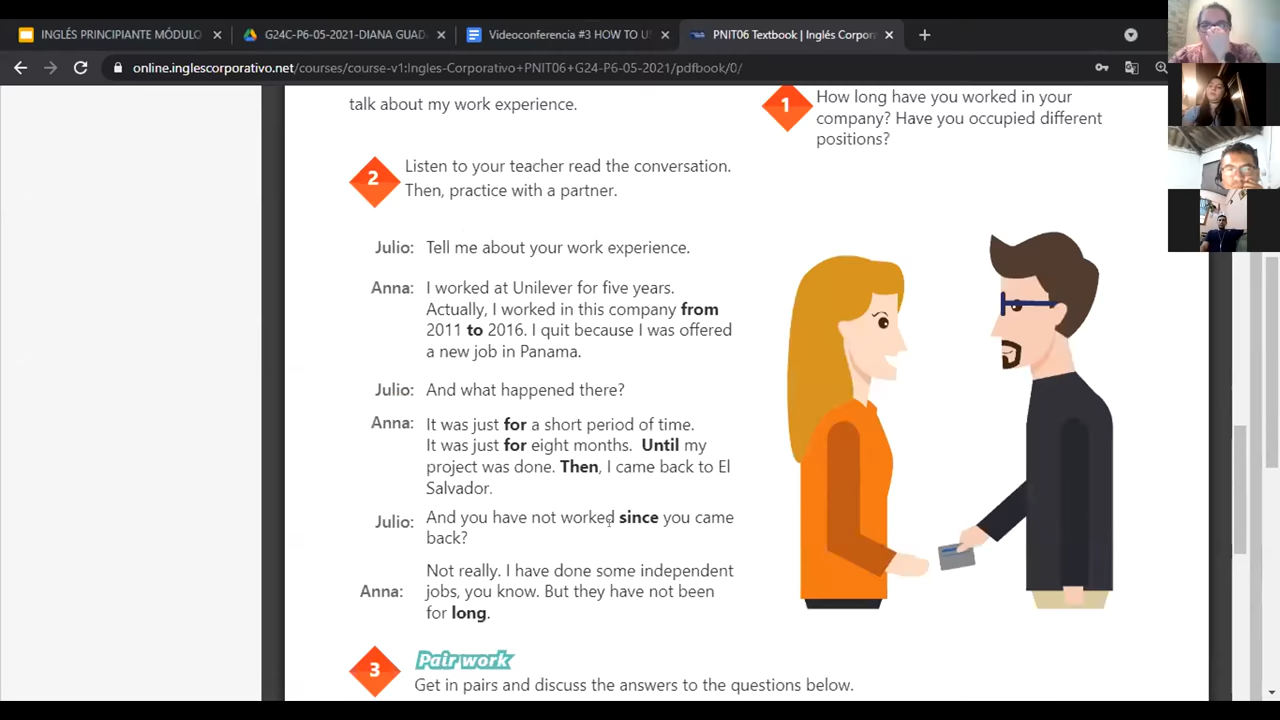 INGLÉS PRINCIPIANTE MÓDULO
G24C-P6-05-2021-DIANA GUAD
Videoconferencia #3 HOW TO U
PNIT06 Textbook | Inglés Corpor
online.inglescorporativo.net/courses/course-v1:Ingles-Corporativo+PNIT06+G24-P6-05-2021/pdfbook/0/
talk about my work experience.
1
How long have you worked in your
company? Have you occupied different
positions?
2
Listen to your teacher read the conversation.
Then, practice with a partner.
Julio: Tell me about your work experience.
Anna: I worked at Unilever for five years.
Actually, I worked in this company from
2011 to 2016. I quit because I was offered
a new job in Panama.
Julio: And what happened there?
Anna: It was just for a short period of time.
It was just for eight months. Until my
project was done. Then, I came back to El
Salvador.
Julio: And you have not worked since you came
back?
Not really. I have done some independent
Anna: jobs, you know. But they have not been
for long.
3
Pair work
Get in pairs and discuss the answers to the questions below.